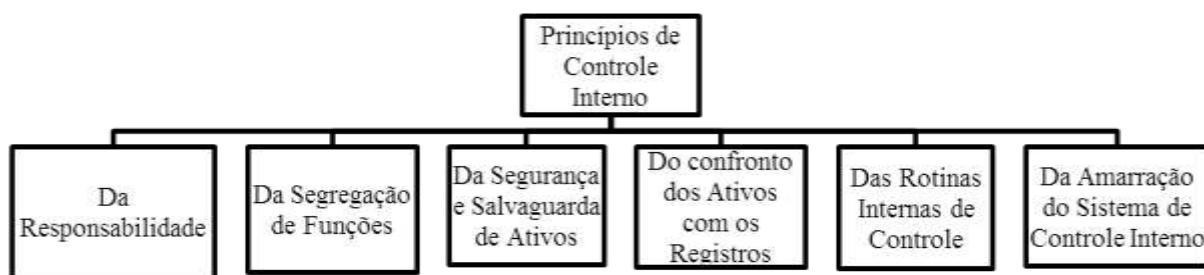 Princípios de
Controle
Interno
Da
Responsabilidade
Da Segregação
de Funções
Da Segurança
e Salvaguarda
de Ativos
Do confronto
dos Ativos
com os
Registros
Das Rotinas
Internas de
Controle
Da Amarração
do Sistema de
Controle Interno